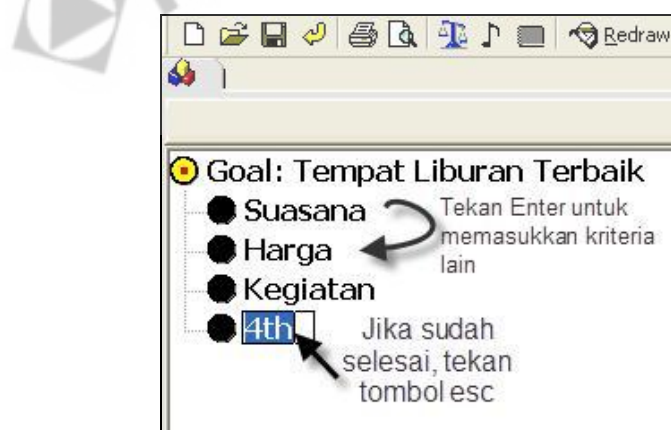 Redraw
Goal: Tempat Liburan Terbaik
Suasana
Tekan Enter untuk
memasukkan kriteria
lain
Harga
Kegiatan
4th
Jika sudah
selesai, tekan
tombol esc